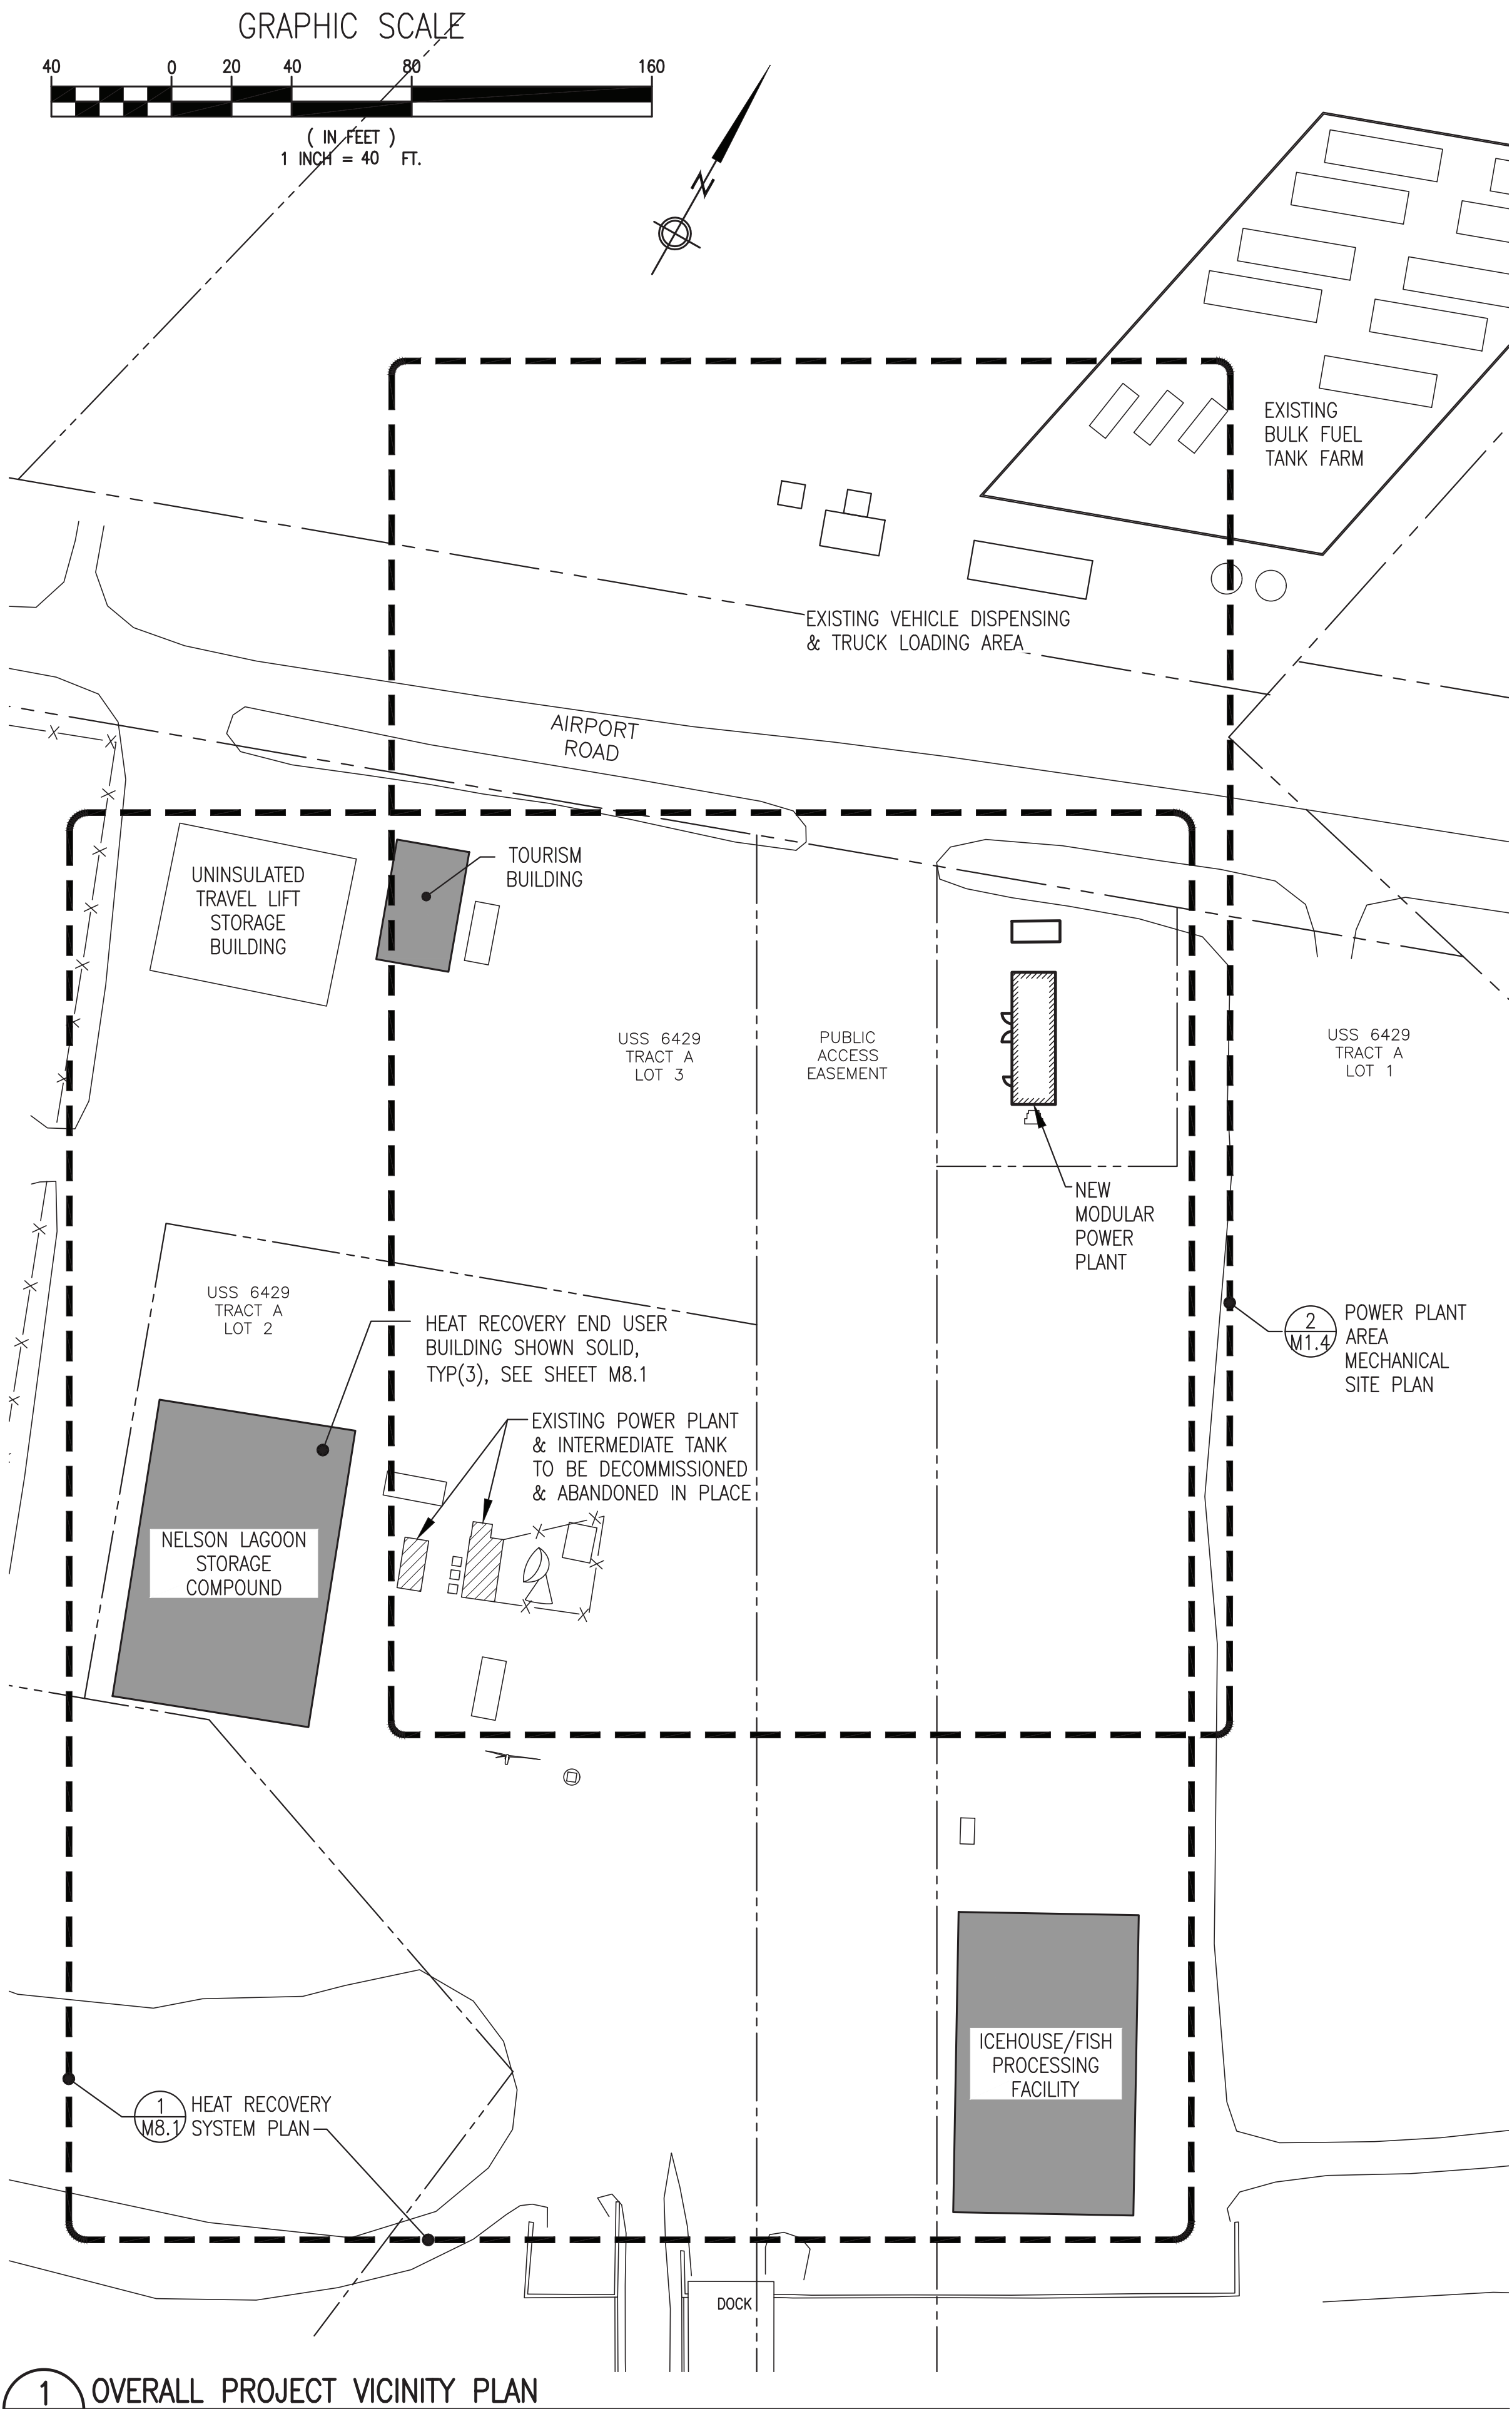 GRAPHIC SCALE
40 0 20 40 80 160
( IN FEET )
1 INCH = 40 FT.
N
EXISTING
BULK FUEL
TANK FARM
EXISTING VEHICLE DISPENSING
& TRUCK LOADING AREA
AIRPORT
ROAD
UNINSULATED
TRAVEL LIFT
STORAGE
BUILDING
TOURISM
BUILDING
USS 6429
TRACT A
LOT 3
PUBLIC
ACCESS
EASEMENT
USS 6429
TRACT A
LOT 1
NEW
MODULAR
POWER
PLANT
USS 6429
TRACT A
LOT 2
HEAT RECOVERY END USER
BUILDING SHOWN SOLID,
TYP(3), SEE SHEET M8.1
2
M1.4
POWER PLANT
AREA
MECHANICAL
SITE PLAN
EXISTING POWER PLANT
& INTERMEDIATE TANK
TO BE DECOMMISSIONED
& ABANDONED IN PLACE
NELSON LAGOON
STORAGE
COMPOUND
ICEHOUSE/FISH
PROCESSING
FACILITY
1
M8.1
HEAT RECOVERY
SYSTEM PLAN
DOCK
1
OVERALL PROJECT VICINITY PLAN